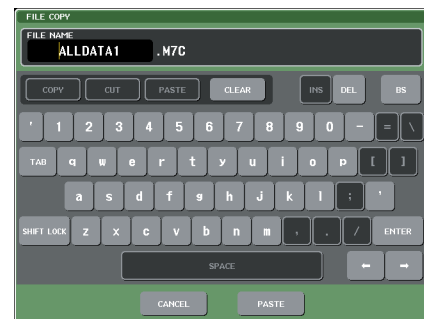 FILE COPY
FILE NAME
ALLDATA1 .M7C
COPY CUT PASTE CLEAR INS DEL BS
' 1 2 3 4 5 6 7 8 9 0 - = \
TAB q w e r t y u i o p [ ]
a s d f g h j k l ; '
SHIFT LOCK z x c v b n m , . / ENTER
SPACE ← →
CANCEL PASTE